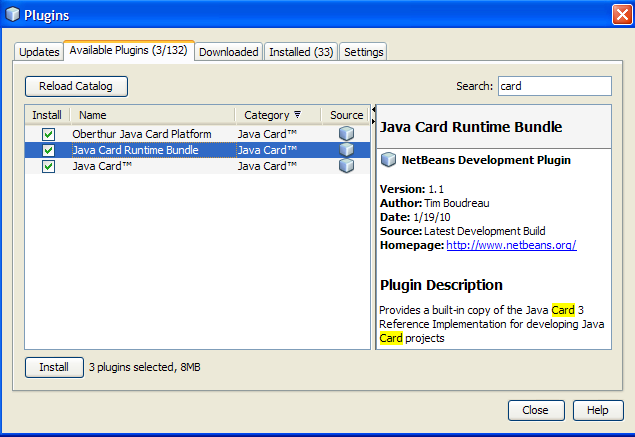 Plugins
Updates Available Plugins (3/132) Downloaded Installed (33) Settings
Reload Catalog Search: card
Install Name Category Source
Oberthur Java Card Platform Java Card™
Java Card Runtime Bundle Java Card™
Java Card™ Java Card™
Java Card Runtime Bundle
NetBeans Development Plugin
Version: 1.1
Author: Tim Boudreau
Date: 1/19/10
Source: Latest Development Build
Homepage: http://www.netbeans.org/
Plugin Description
Provides a built-in copy of the Java Card 3
Reference Implementation for developing Java
Card projects
Install 3 plugins selected, 8MB
Close Help